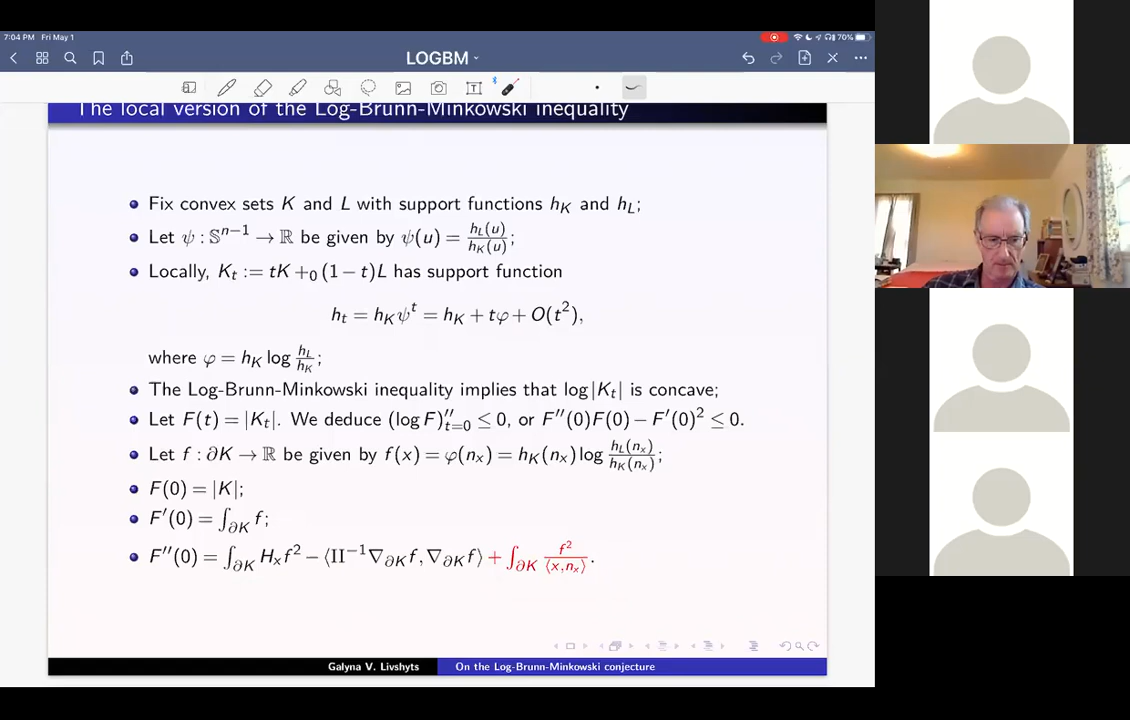 7:04 PM Fri May 1
70%
LOGBM
The local version of the Log-Brunn-Minkowski inequality
Fix convex sets K and L with support functions h_K and h_L;
Let ψ : 𝕊^{n−1} → ℝ be given by ψ(u) = \frac{h_L(u)}{h_K(u)};
Locally, K_t := tK +_0 (1 − t)L has support function
h_t = h_K ψ^t = h_K + tφ + O(t^2),
where φ = h_K log \frac{h_L}{h_K};
The Log-Brunn-Minkowski inequality implies that log |K_t| is concave;
Let F(t) = |K_t|. We deduce (log F)''_{t=0} ≤ 0, or F''(0)F(0) − F'(0)^2 ≤ 0.
Let f : ∂K → ℝ be given by f(x) = φ(n_x) = h_K(n_x) log \frac{h_L(n_x)}{h_K(n_x)};
F(0) = |K|;
F'(0) = ∫_{∂K} f;
F''(0) = ∫_{∂K} H_x f^2 − ⟨II^{−1}∇_{∂K} f, ∇_{∂K} f⟩ + ∫_{∂K} \frac{f^2}{⟨x, n_x⟩}.
Galyna V. Livshyts On the Log-Brunn-Minkowski conjecture